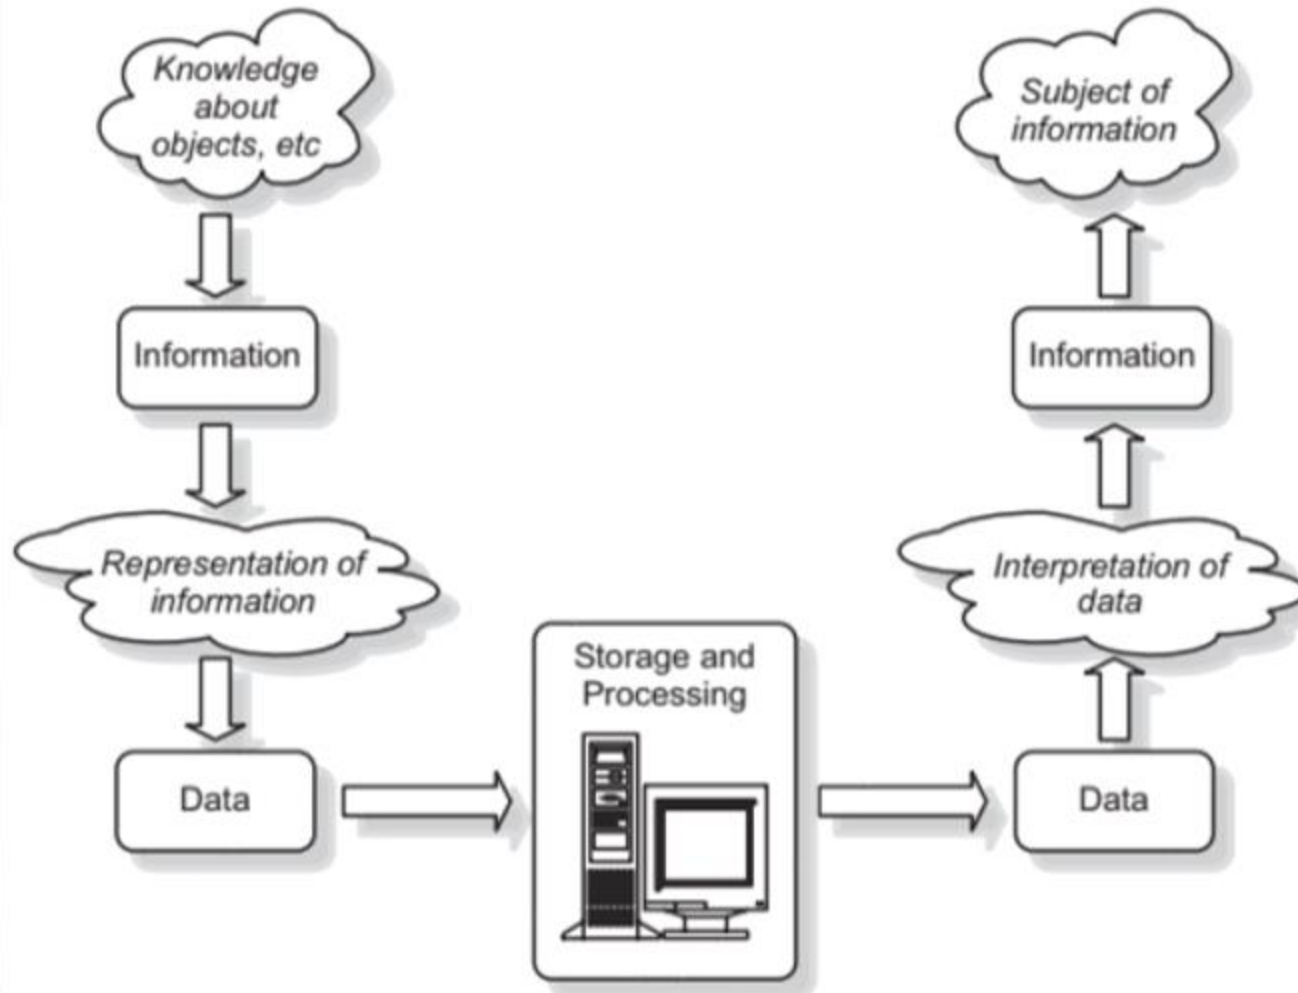 Knowledge
about
objects, etc
Information
Representation of
information
Data
Storage and
Processing
Subject of
information
Information
Interpretation of
data
Data